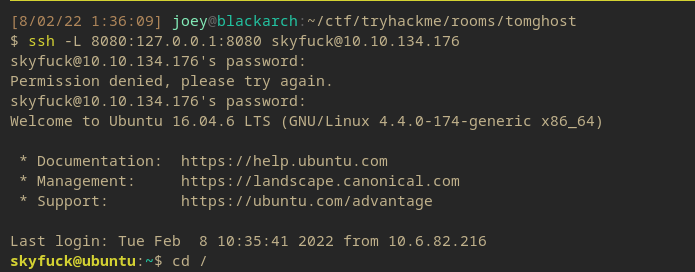 [8/02/22 1:36:09] joey@blackarch:~/ctf/tryhackme/rooms/tomghost
$ ssh -L 8080:127.0.0.1:8080 skyfuck@10.10.134.176
skyfuck@10.10.134.176's password:
Permission denied, please try again.
skyfuck@10.10.134.176's password:
Welcome to Ubuntu 16.04.6 LTS (GNU/Linux 4.4.0-174-generic x86_64)
* Documentation:  https://help.ubuntu.com
* Management:     https://landscape.canonical.com
* Support:        https://ubuntu.com/advantage
Last login: Tue Feb  8 10:35:41 2022 from 10.6.82.216
skyfuck@ubuntu:~$ cd /